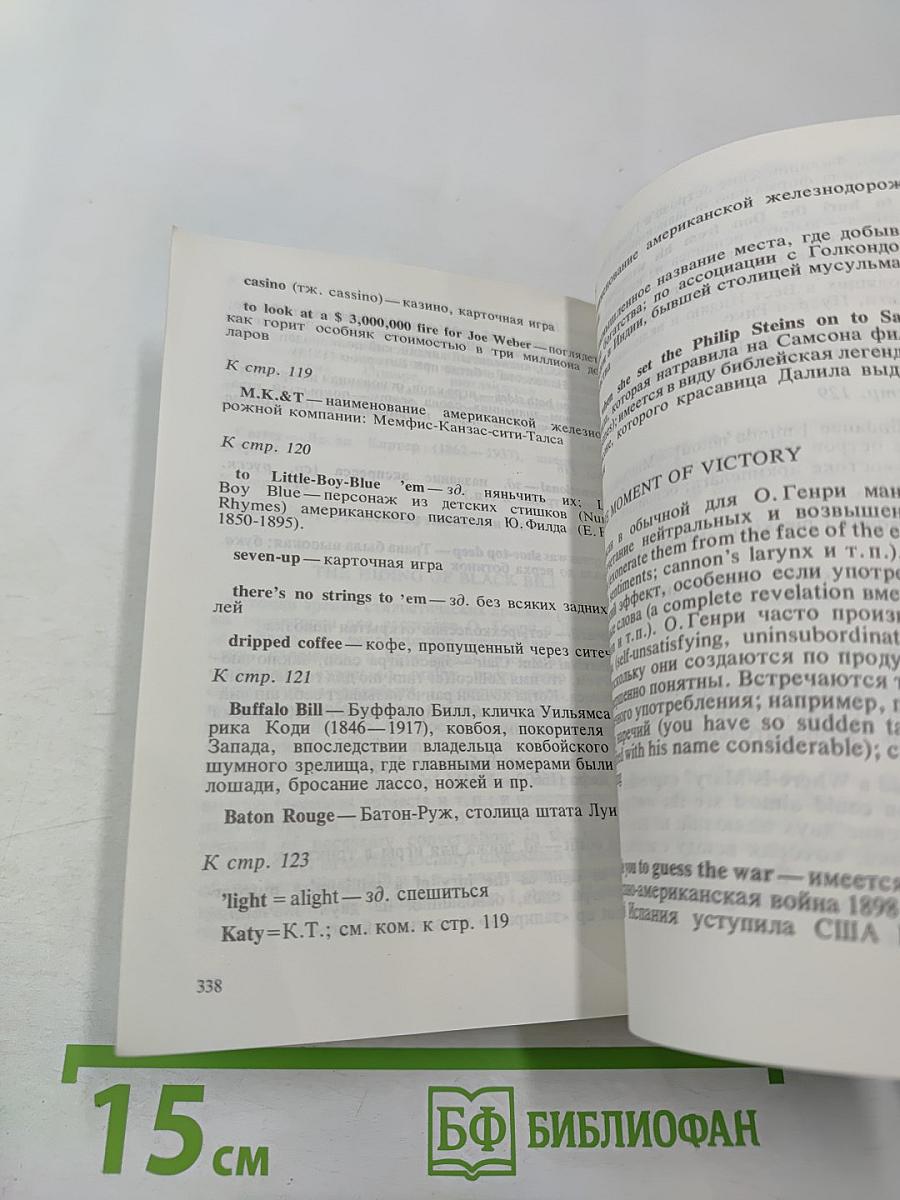 casino (тж. cassino) — казино, карточная игра
to look at a $ 3,000,000 fire for Joe Weber — поглядеть
как горит особняк стоимостью в три миллиона
ларов
К стр. 119
M.K.&T — наименование американской железно
рожной компании: Мемфис-Канзас-сити-Талса
К стр. 120
to Little-Boy-Blue 'em — зд. няньчить их;
Boy Blue — персонаж из детских стишков
Rhymes) американского писателя Ю. Филда (E.
1850-1895).
seven-up — карточная игра
there's no strings to 'em — зд. без всяких задних
лей
dripped coffee — кофе, пропущенный через ситеч
К стр. 121
Buffalo Bill — Буффало Билл, кличка Уильямса
рика Коди (1846—1917), ковбоя, покорителя
Запада, впоследствии владельца ковбойского
шумного зрелища, где главными номерами были
лошади, бросание лассо, ножей и пр.
Baton Rouge — Батон-Руж, столица штата Луи
К стр. 123
'light = alight — зд. спешиться
Katy = K.T.; см. ком. к стр. 119
338
американской железнодорож
название места, где добыв
богатства; по ассоциации с Голкондо
в Индии, бывшей столицей мусульма
she set the Philip Steins on to Sa
которая натравила на Самсона фил
имеется в виду библейская легенд
которого красавица Далила выд
MOMENT OF VICTORY
в обычной для О. Генри ман
нейтральных и возвышен
exonerate them from the face of the e
sentiments; cannon's larynx и т. п.).
эффект, особенно если употре
слова (a complete revelation вме
и т.п.). О. Генри часто произ
(self-unsatisfying, uninsubordinat
они создаются по проду
понятны. Встречаются
употребления; например,
наречий (you have so sudden ta
with his name considerable); с
you to guess the war — имеется
американская война 1898
Испания уступила США
15 см
БФ БИБЛИОФАН